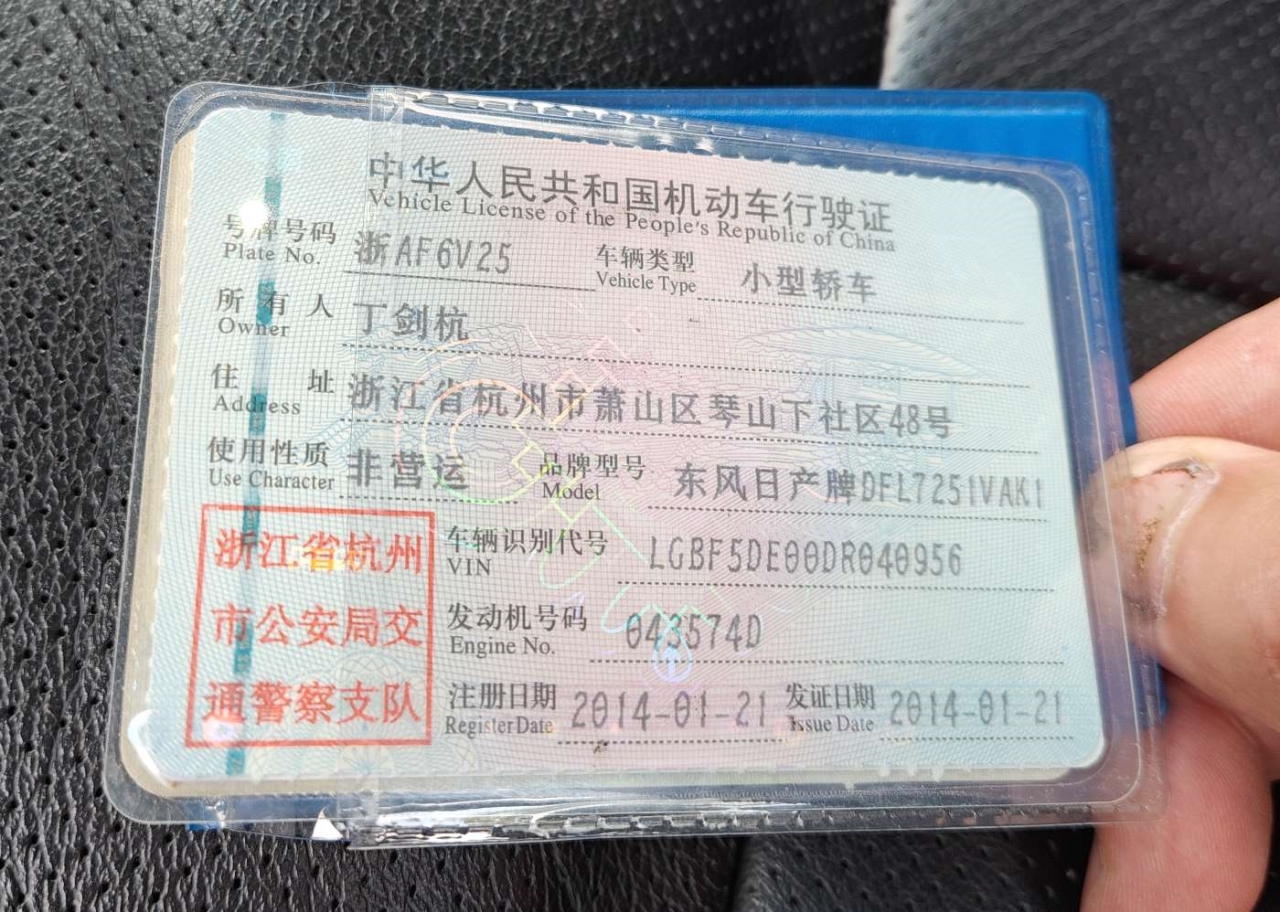 中华人民共和国机动车行驶证
Vehicle License of the People's Republic of China
号牌号码 浙AF6V25 车辆类型 小型轿车
Plate No. Vehicle Type
所有人 丁剑杭
Owner
住址 浙江省杭州市萧山区琴山下社区48号
Address
使用性质 非营运 品牌型号 东风日产牌DFL7251VAK1
Use Character Model
浙江省杭州
市公安局交
通警察支队
车辆识别代号 LGBF5DE00DR040956
VIN
发动机号码 043574D
Engine No.
注册日期 2014-01-21 发证日期 2014-01-21
Register Date Issue Date